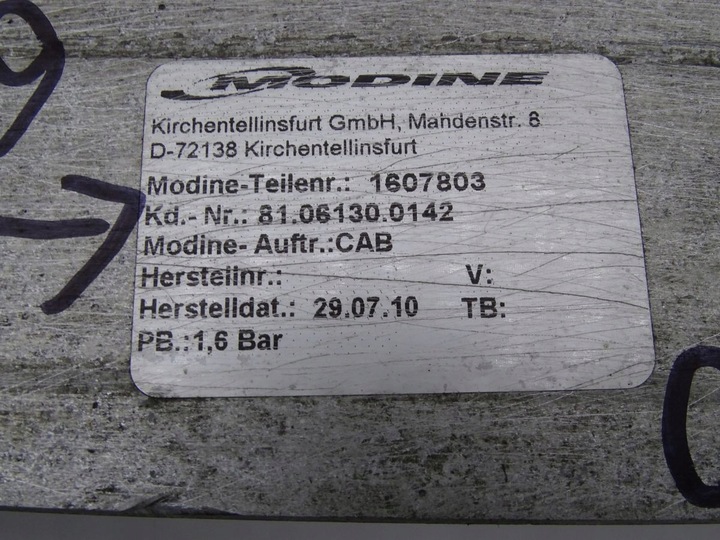 9
MODINE
Kirchentellinsfurt GmbH, Mahdenstr. 8
D-72138 Kirchentellinsfurt
Modine-Teilenr.: 1607803
Kd.- Nr.: 81.06130.0142
Modine- Auftr.:CAB
Herstellnr.: V:
Herstelldat.: 29.07.10 TB:
PB.:1,6 Bar